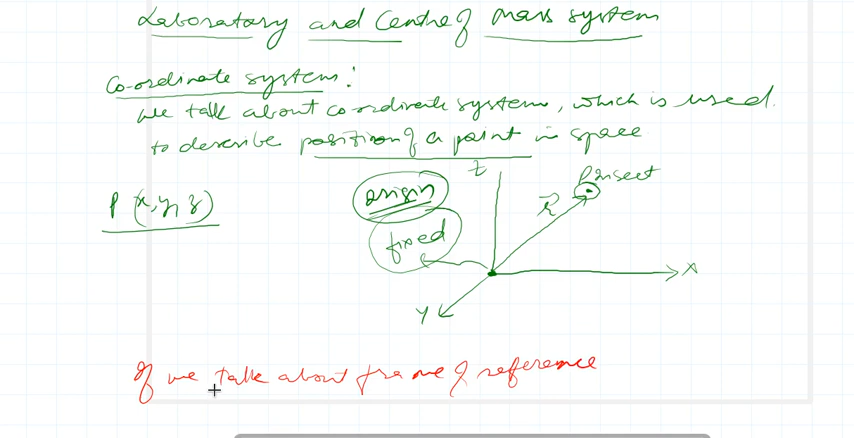 Laboratory and Centre of mass system
Co-ordinate system:
We talk about co-ordinate system, which is used
to describe position of a point in space
P (x, y, z)
origin
fixed
Z
P insect
R
X
Y
If we talk about frame of reference